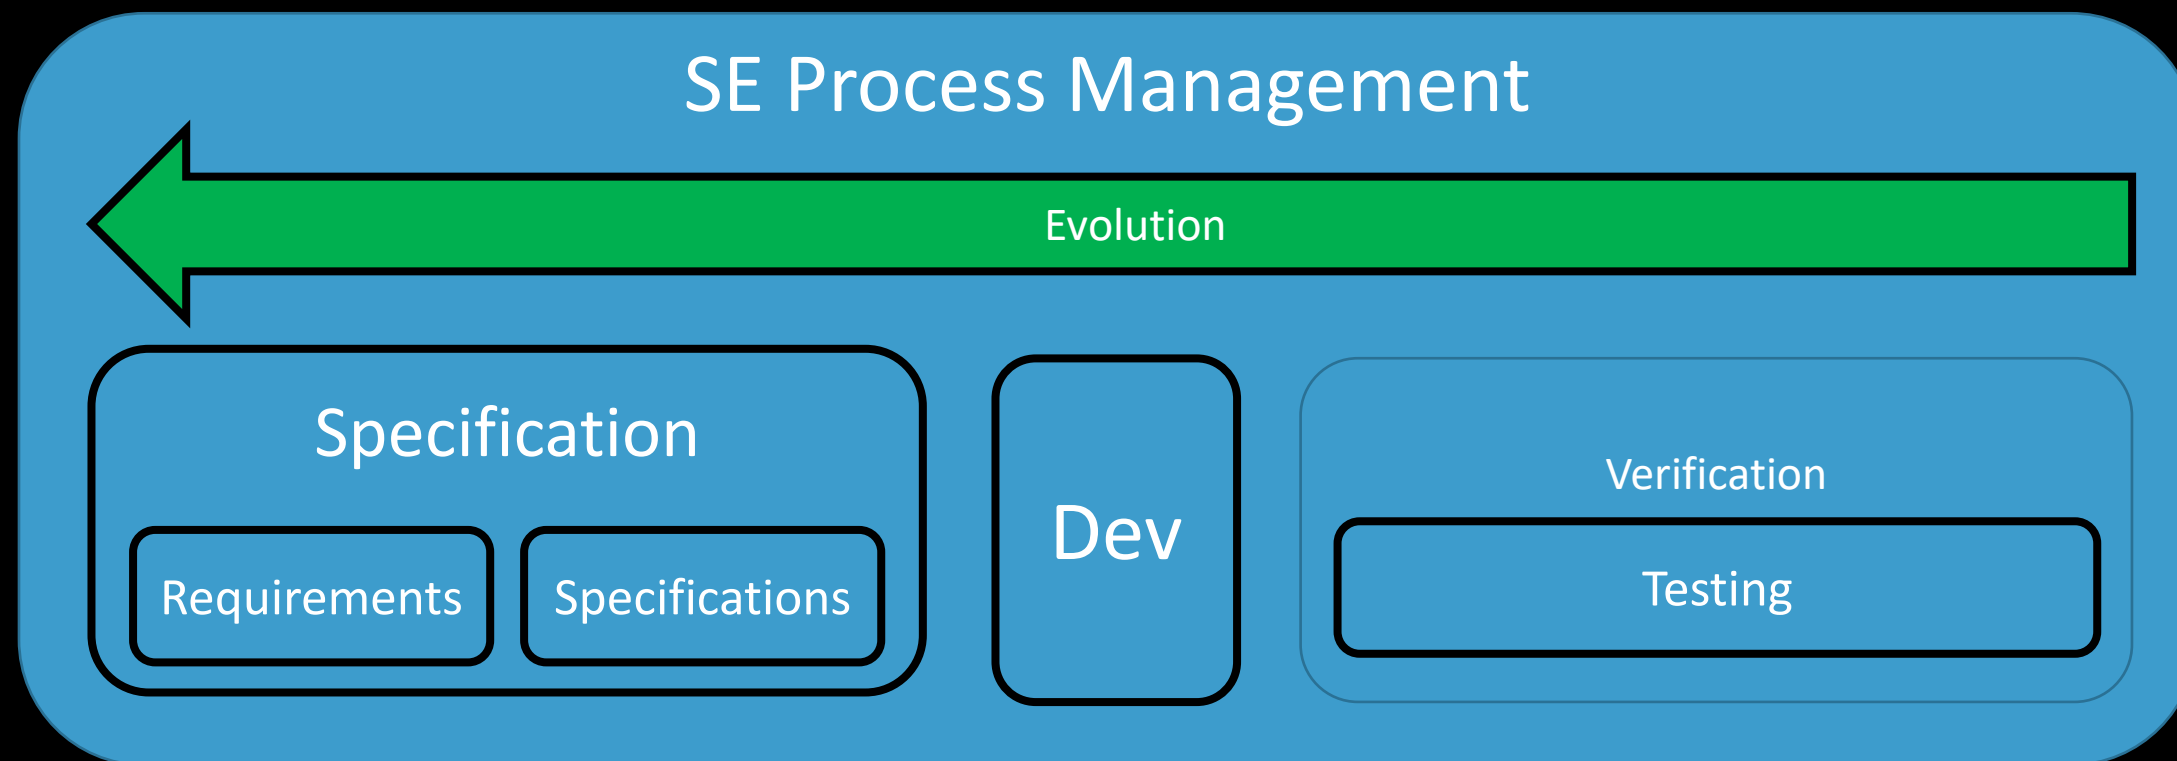 SE Process Management
Evolution
Specification
Requirements
Specifications
Dev
Verification
Testing